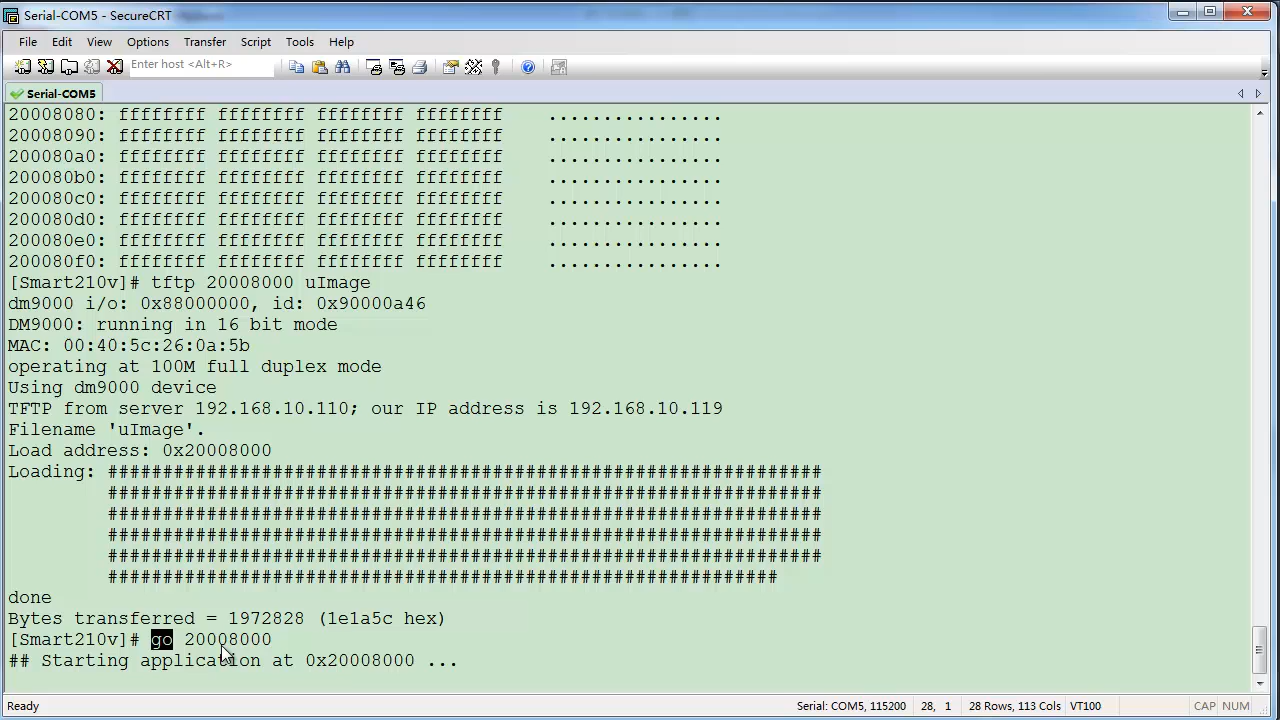 Serial-COM5 - SecureCRT
File Edit View Options Transfer Script Tools Help
Enter host <Alt+R>
Serial-COM5
20008080: ffffffff ffffffff ffffffff ffffffff    ................
20008090: ffffffff ffffffff ffffffff ffffffff    ................
200080a0: ffffffff ffffffff ffffffff ffffffff    ................
200080b0: ffffffff ffffffff ffffffff ffffffff    ................
200080c0: ffffffff ffffffff ffffffff ffffffff    ................
200080d0: ffffffff ffffffff ffffffff ffffffff    ................
200080e0: ffffffff ffffffff ffffffff ffffffff    ................
200080f0: ffffffff ffffffff ffffffff ffffffff    ................
[Smart210v]# tftp 20008000 uImage
dm9000 i/o: 0x88000000, id: 0x90000a46
DM9000: running in 16 bit mode
MAC: 00:40:5c:26:0a:5b
operating at 100M full duplex mode
Using dm9000 device
TFTP from server 192.168.10.110; our IP address is 192.168.10.119
Filename 'uImage'.
Load address: 0x20008000
Loading: #################################################################
#################################################################
#################################################################
#################################################################
#################################################################
#############################################################
done
Bytes transferred = 1972828 (1e1a5c hex)
[Smart210v]# go 20008000
## Starting application at 0x20008000 ...
Ready Serial: COM5, 115200 28, 1 28 Rows, 113 Cols VT100 CAP NUM